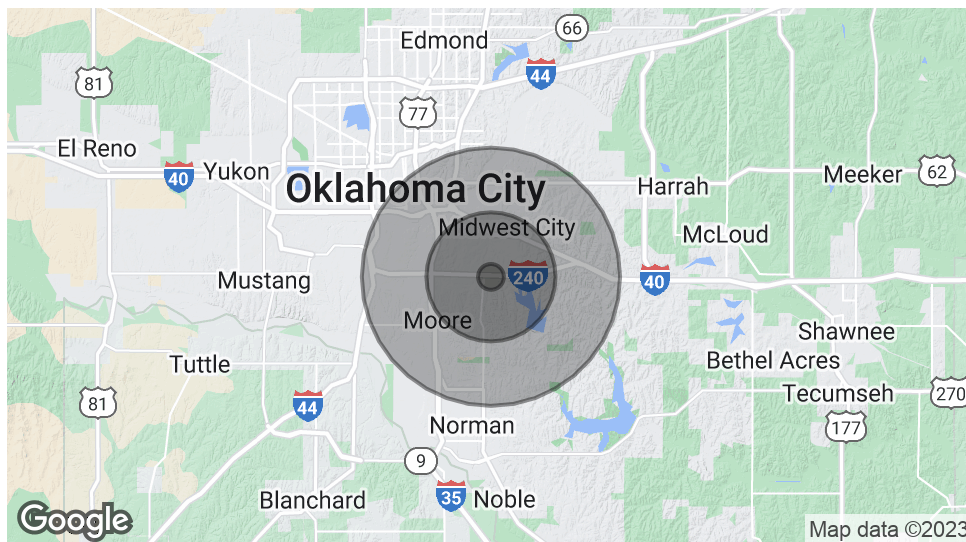 66
Edmond
44
81
77
El Reno
Yukon
40
Oklahoma City
Harrah
Meeker
62
Midwest City
McLoud
Mustang
240
40
Moore
Shawnee
Tuttle
Bethel Acres
Tecumseh
270
81
44
Norman
177
9
Blanchard
35
Noble
Google
Map data ©2023